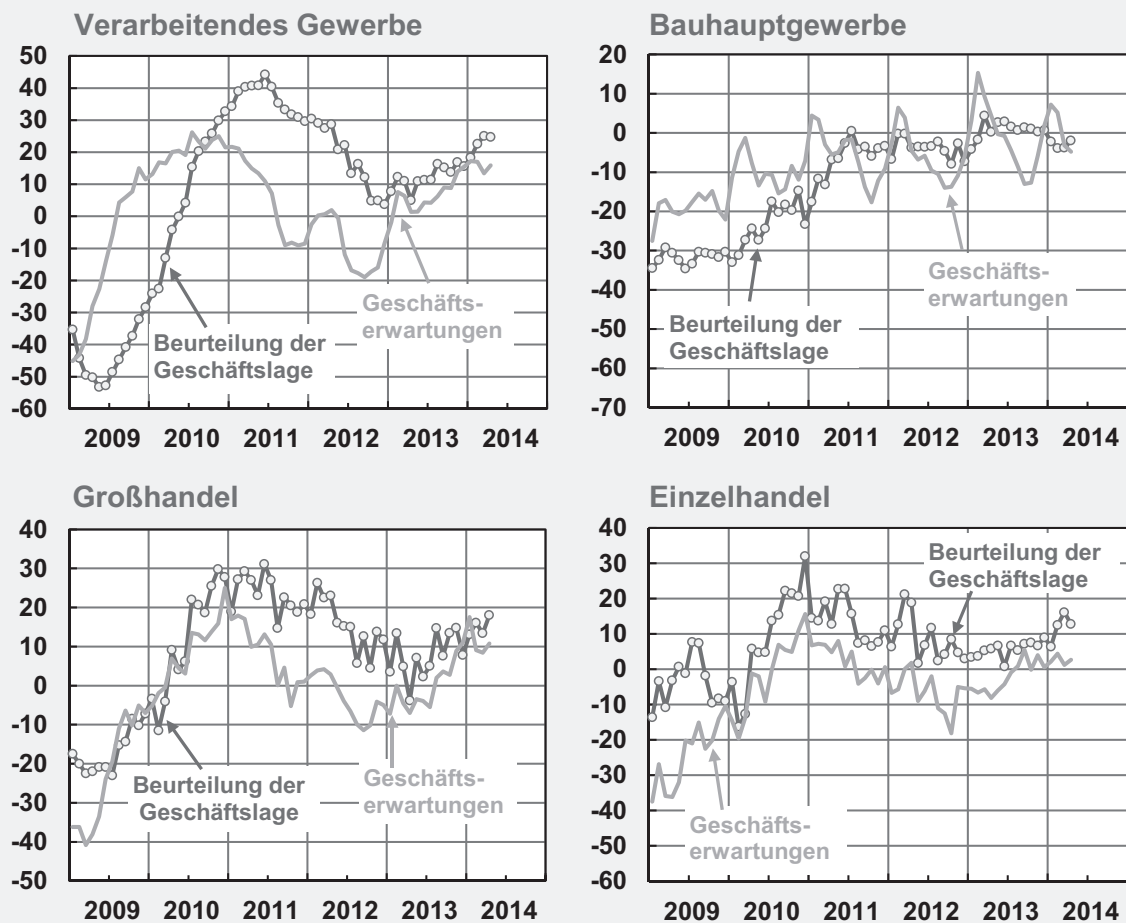 Verarbeitendes Gewerbe
50
40
30
20
10
0
-10
-20
-30
-40
-50
-60
Geschäfts-
erwartungen
Beurteilung der
Geschäftslage
2009 2010 2011 2012 2013 2014
Bauhauptgewerbe
20
10
0
-10
-20
-30
-40
-50
-60
-70
Geschäfts-
erwartungen
Beurteilung der
Geschäftslage
2009 2010 2011 2012 2013 2014
Großhandel
40
30
20
10
0
-10
-20
-30
-40
-50
Beurteilung der
Geschäftslage
Geschäfts-
erwartungen
2009 2010 2011 2012 2013 2014
Einzelhandel
40
30
20
10
0
-10
-20
-30
-40
-50
-60
Beurteilung der
Geschäftslage
Geschäfts-
erwartungen
2009 2010 2011 2012 2013 2014